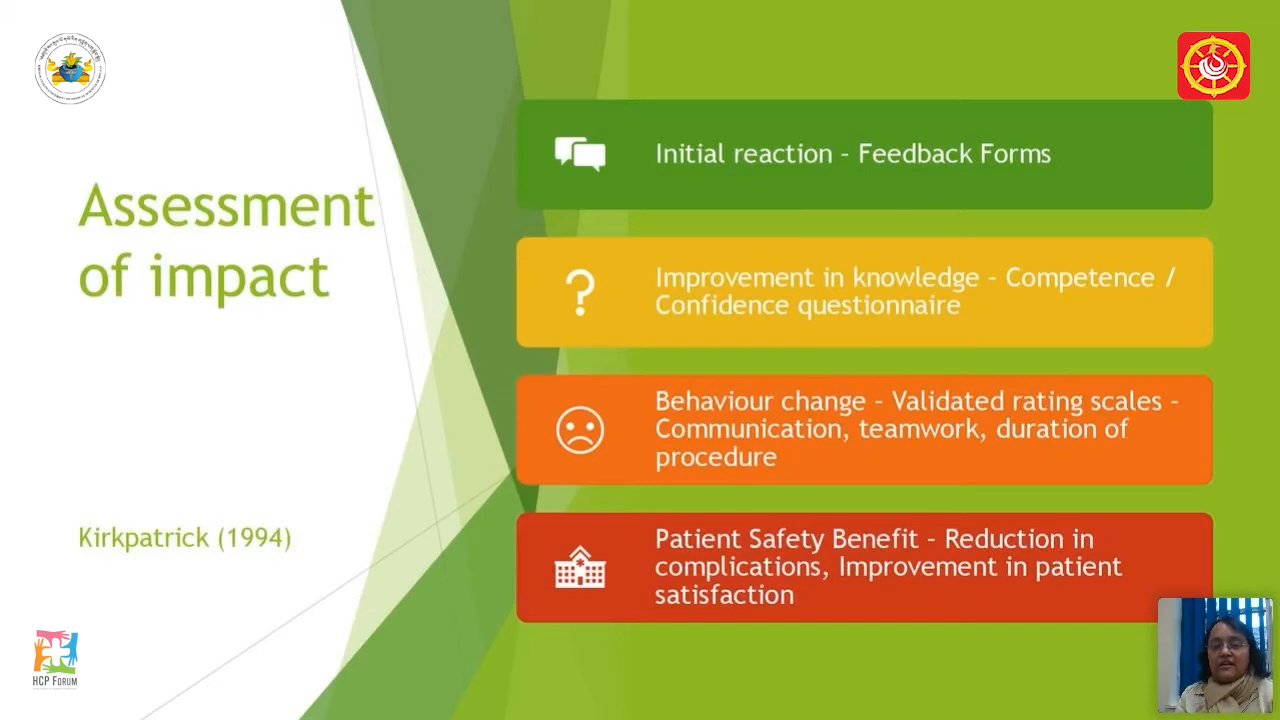 Assessment
of impact
Kirkpatrick (1994)
Initial reaction – Feedback Forms
Improvement in knowledge – Competence /
Confidence questionnaire
Behaviour change – Validated rating scales –
Communication, teamwork, duration of
procedure
Patient Safety Benefit – Reduction in
complications, Improvement in patient
satisfaction
HCP FORUM